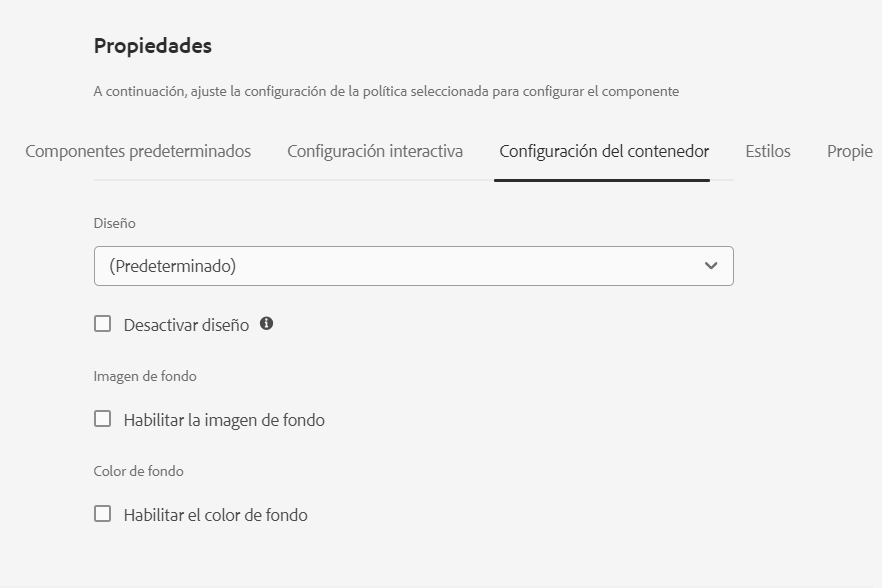 Propiedades
A continuación, ajuste la configuración de la política seleccionada para configurar el componente
Componentes predeterminados Configuración interactiva Configuración del contenedor Estilos Propie
Diseño
(Predeterminado)
Desactivar diseño
Imagen de fondo
Habilitar la imagen de fondo
Color de fondo
Habilitar el color de fondo